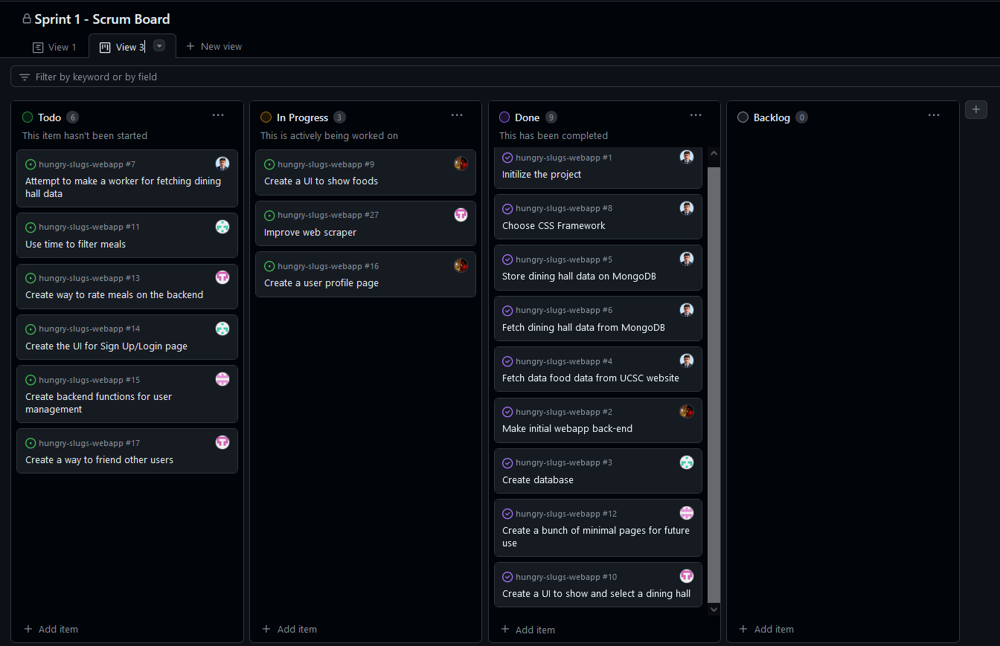 Sprint 1 - Scrum Board
View 1
View 3
New view
Filter by keyword or by field
Todo 6
This item hasn't been started
hungry-slugs-webapp #7
Attempt to make a worker for fetching dining
hall data
hungry-slugs-webapp #11
Use time to filter meals
hungry-slugs-webapp #13
Create way to rate meals on the backend
hungry-slugs-webapp #14
Create the UI for Sign Up/Login page
hungry-slugs-webapp #15
Create backend functions for user
management
hungry-slugs-webapp #17
Create a way to friend other users
Add item
In Progress 3
This is actively being worked on
hungry-slugs-webapp #9
Create a UI to show foods
hungry-slugs-webapp #27
Improve web scraper
hungry-slugs-webapp #16
Create a user profile page
Add item
Done 9
This has been completed
hungry-slugs-webapp #1
Initilize the project
hungry-slugs-webapp #8
Choose CSS Framework
hungry-slugs-webapp #5
Store dining hall data on MongoDB
hungry-slugs-webapp #6
Fetch dining hall data from MongoDB
hungry-slugs-webapp #4
Fetch data food data from UCSC website
hungry-slugs-webapp #2
Make initial webapp back-end
hungry-slugs-webapp #3
Create database
hungry-slugs-webapp #12
Create a bunch of minimal pages for future
use
hungry-slugs-webapp #10
Create a UI to show and select a dining hall
Add item
Backlog 0
Add item